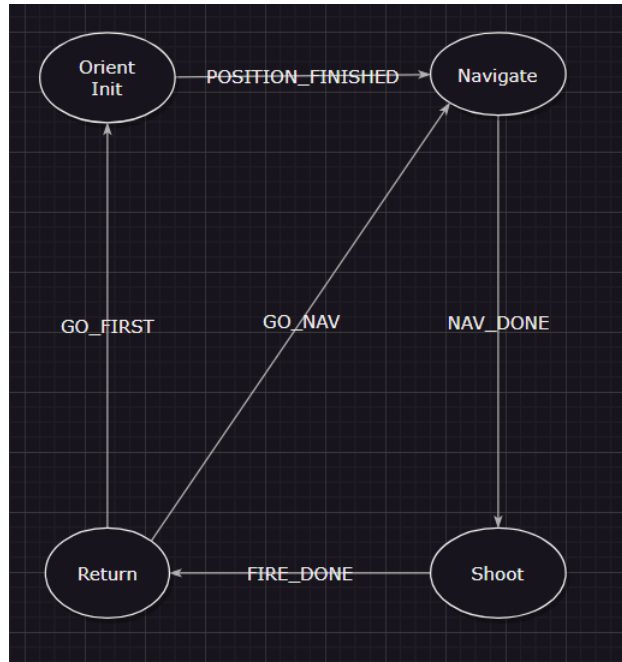 Orient
Init
POSITION_FINISHED
Navigate
GO_FIRST
GO_NAV
NAV_DONE
Return
FIRE_DONE
Shoot